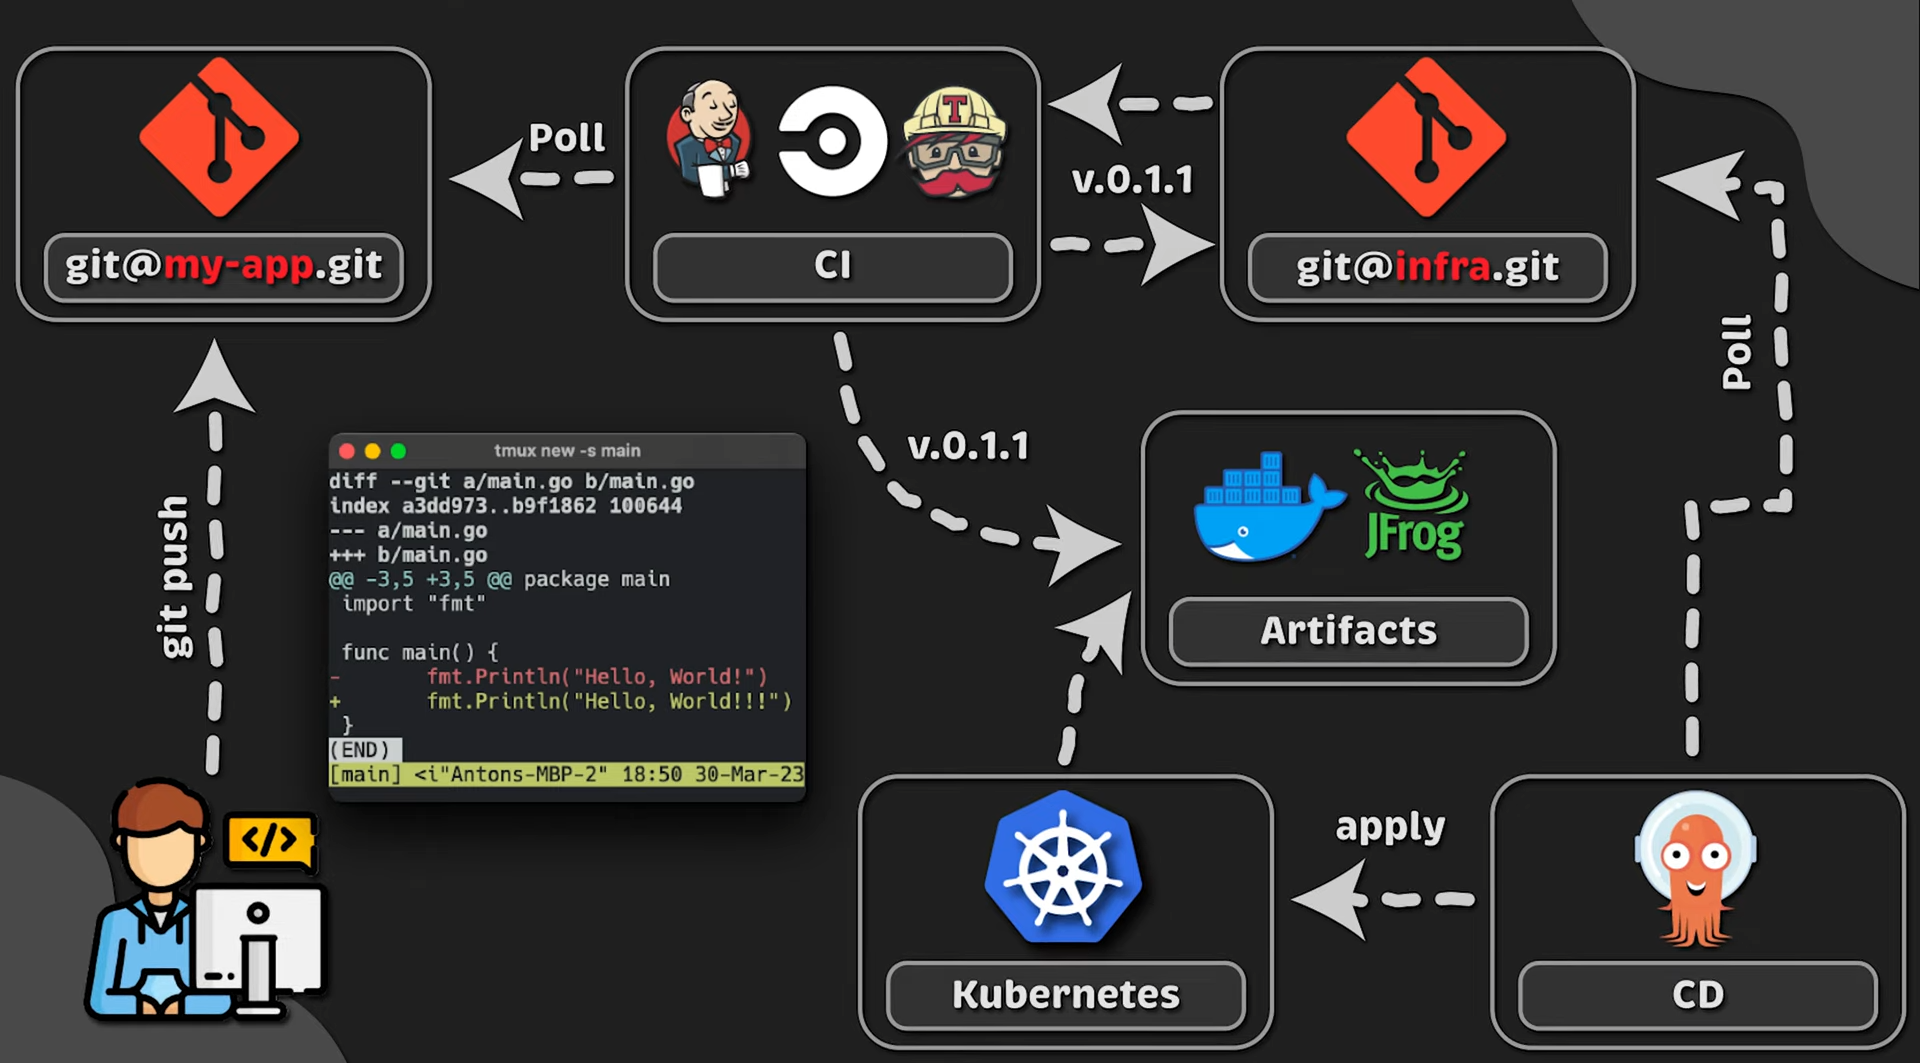 Poll
git@my-app.git
CI
T
v.0.1.1
git@infra.git
Poll
git push
tmux new -s main
diff --git a/main.go b/main.go
index a3dd973..b9f1862 100644
--- a/main.go
+++ b/main.go
@@ -3,5 +3,5 @@ package main
import "fmt"
func main() {
- fmt.Println("Hello, World!")
+ fmt.Println("Hello, World!!!")
}
(END)
[main] <i"Antons-MBP-2" 18:50 30-Mar-23
v.0.1.1
JFrog
Artifacts
</>
Kubernetes
apply
CD